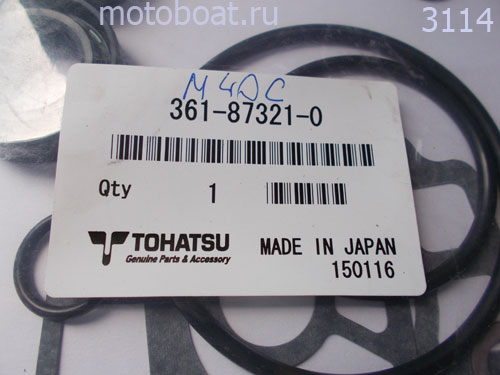 motoboat.ru
3114
M40C
361-87321-0
Qty 1
TOHATSU
Genuine Parts & Accessory
MADE IN JAPAN
150116